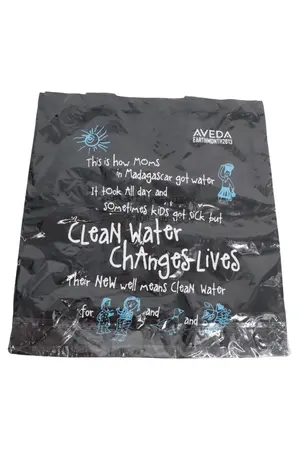 AVEDA
EARTHMONTH2013
This is how MOMS
in Madagascar got water
It took All day and
sometimes kids got sick but
CLEAN WATER
CHANGES LIVES
Their NEW well means CLEAN water
for and and